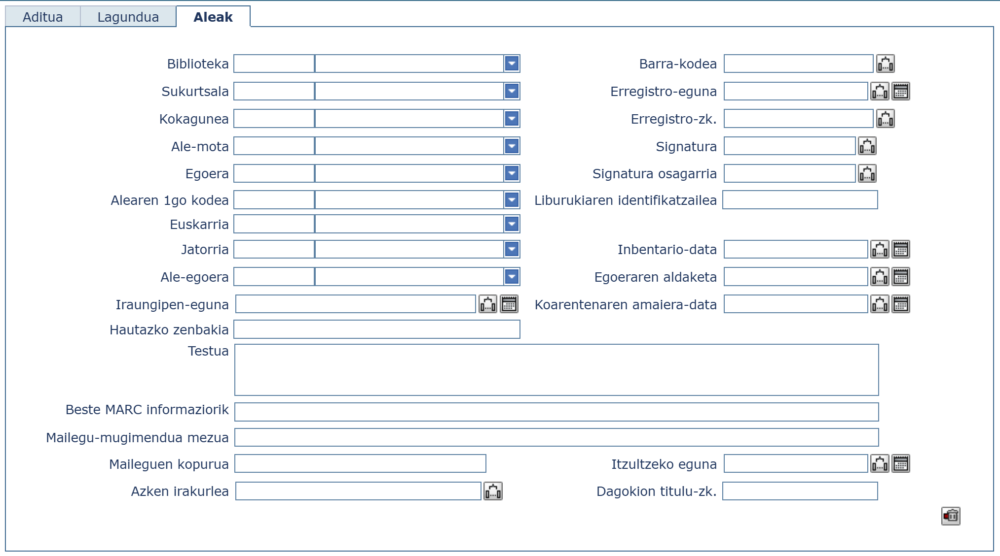 Aditua Lagundua Aleak
Biblioteka Barra-kodea
Sukurtsala Erregistro-eguna
Kokagunea Erregistro-zk.
Ale-mota Signatura
Egoera Signatura osagarria
Alearen 1go kodea Liburukiaren identifikatzailea
Euskarria
Jatorria Inbentario-data
Ale-egoera Egoeraren aldaketa
Iraungipen-eguna Koarentenaren amaiera-data
Hautazko zenbakia
Testua
Beste MARC informaziorik
Mailegu-mugimendua mezua
Maileguen kopurua Itzultzeko eguna
Azken irakurlea Dagokion titulu-zk.